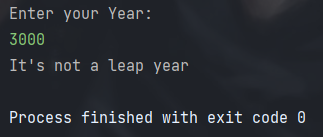 Enter your Year:
3000
It's not a leap year
Process finished with exit code 0